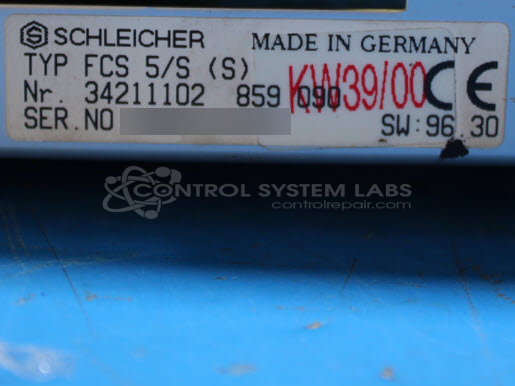 SCHLEICHER MADE IN GERMANY
TYP FCS 5/S (S)
Nr. 34211102 859 090 KW39/00 CE
SER.NO SW:96.30
CONTROL SYSTEM LABS
controlrepair.com